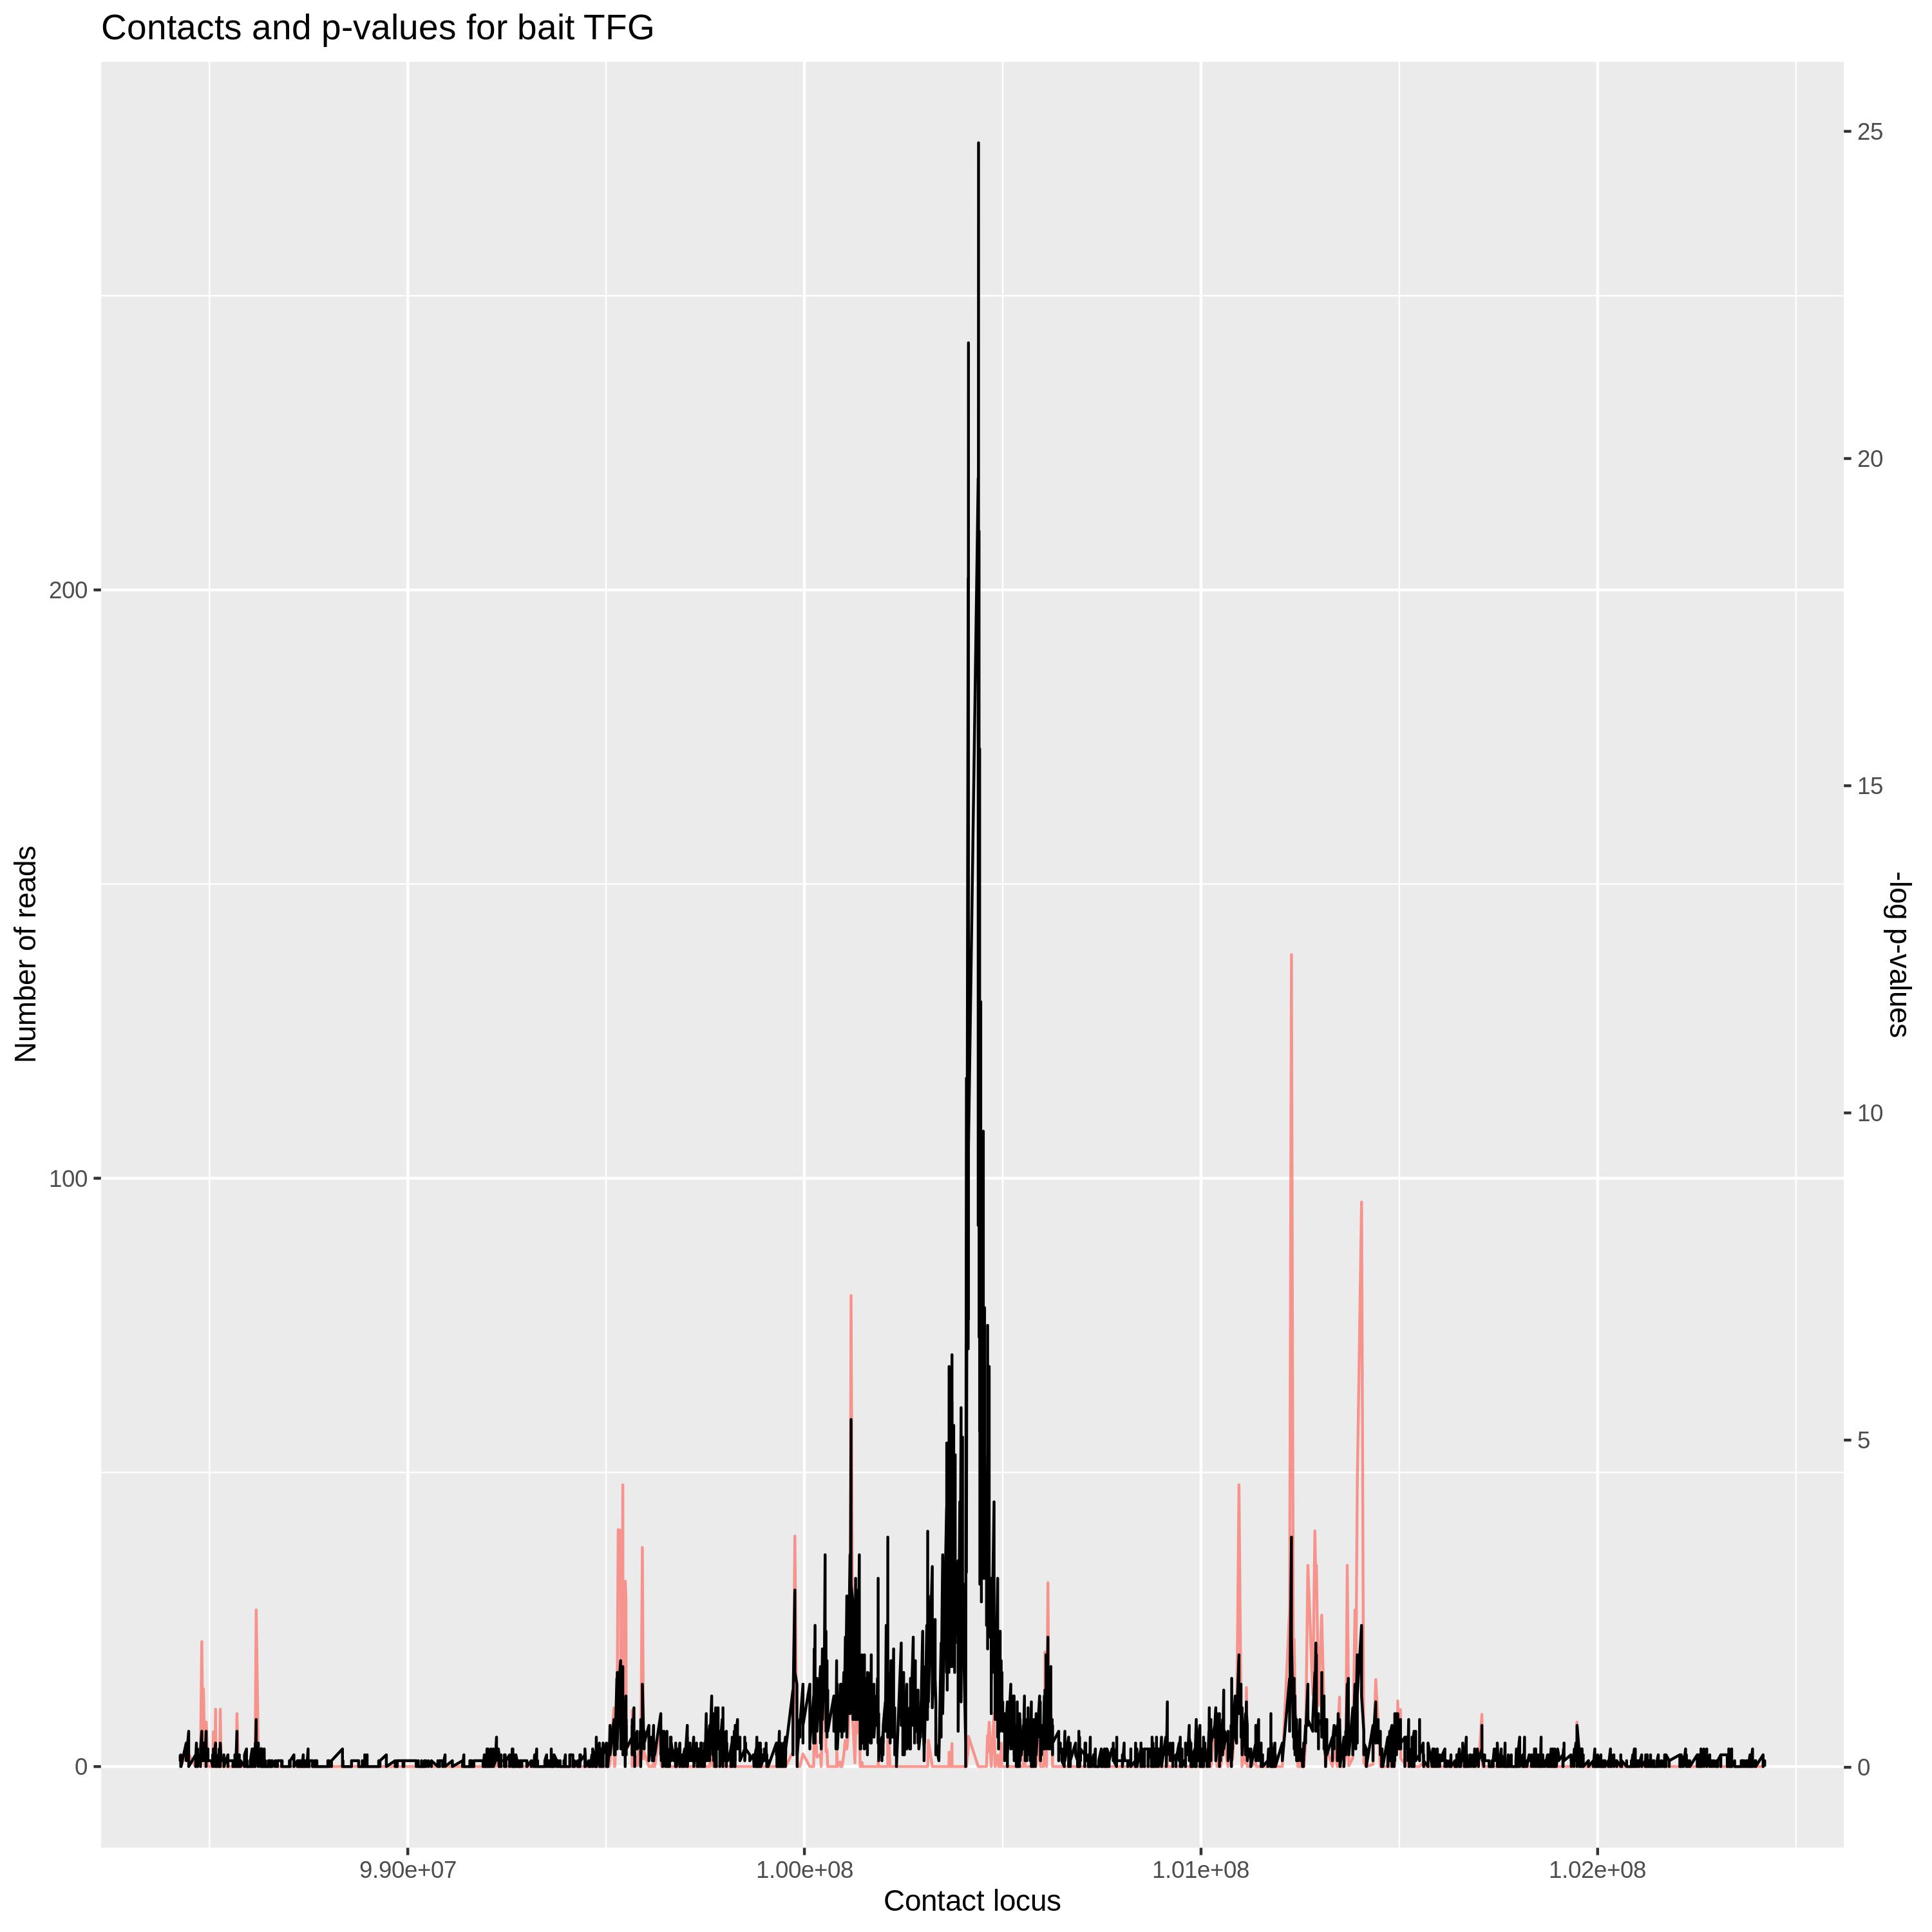 Contacts and p-values for bait TFG
25
20
15
10
5
0
200
100
0
Number of reads
-log p-values
9.90e+07
1.00e+08
1.01e+08
1.02e+08
Contact locus